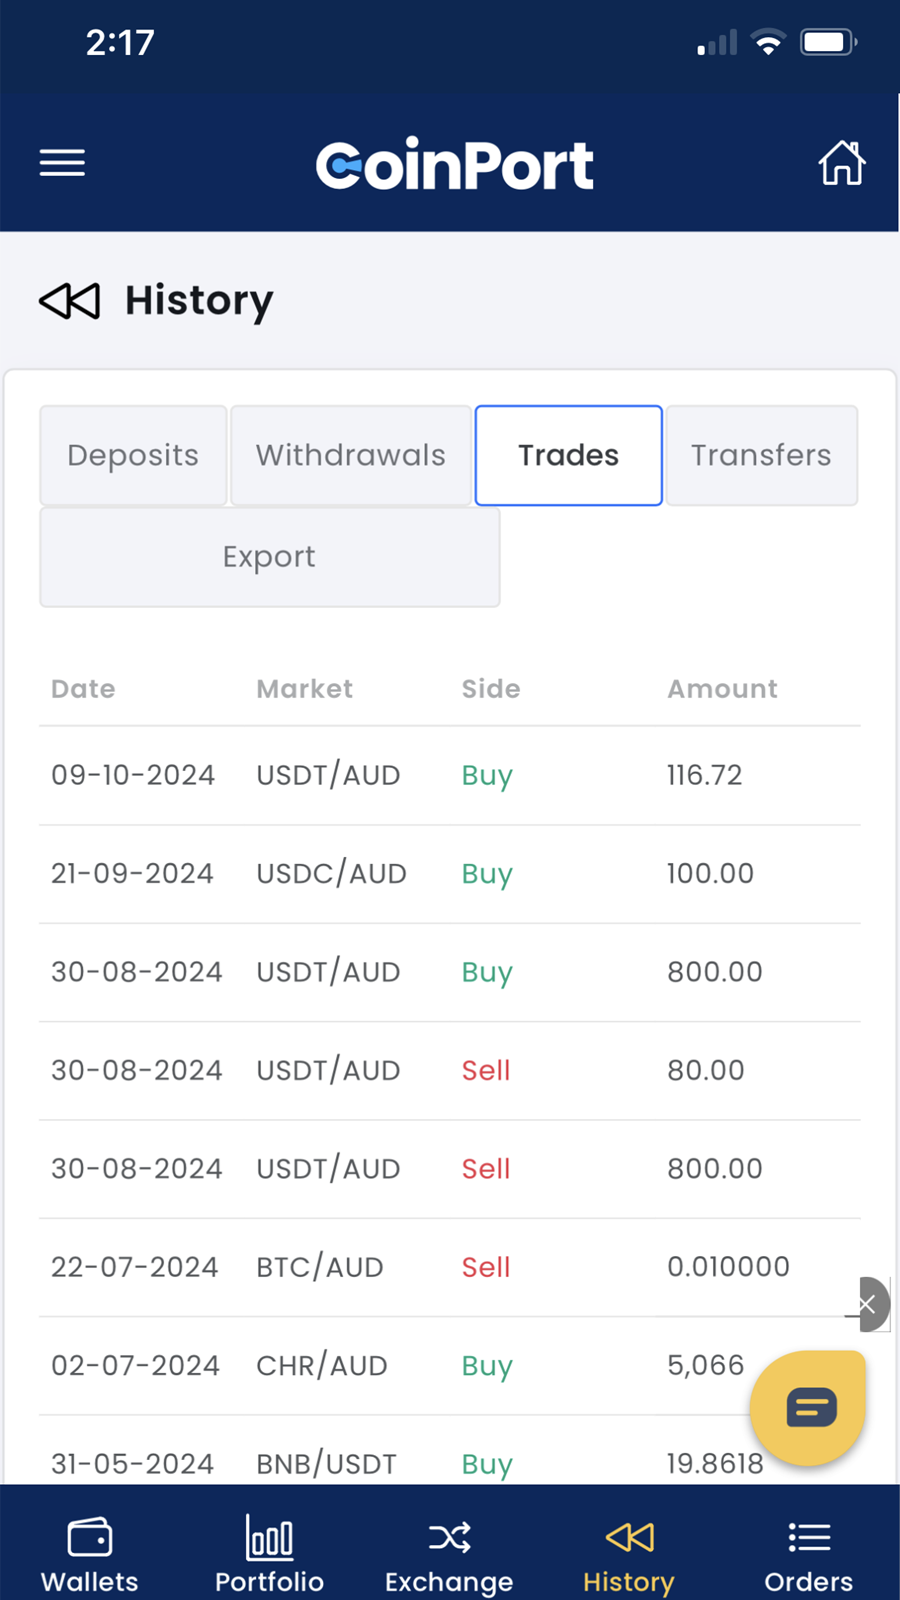 2:17
CoinPort
History
Deposits Withdrawals Trades Transfers
Export
Date Market Side Amount
09-10-2024 USDT/AUD Buy 116.72
21-09-2024 USDC/AUD Buy 100.00
30-08-2024 USDT/AUD Buy 800.00
30-08-2024 USDT/AUD Sell 80.00
30-08-2024 USDT/AUD Sell 800.00
22-07-2024 BTC/AUD Sell 0.010000
02-07-2024 CHR/AUD Buy 5,066
31-05-2024 BNB/USDT Buy 19.8618
Wallets Portfolio Exchange History Orders